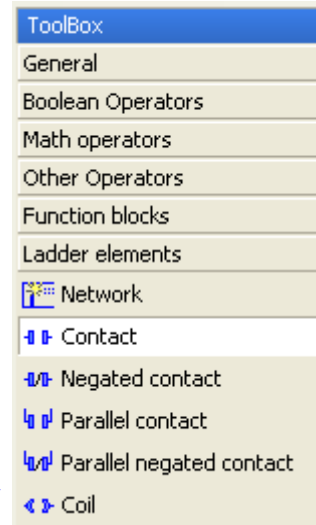 ToolBox
General
Boolean Operators
Math operators
Other Operators
Function blocks
Ladder elements
Network
Contact
Negated contact
Parallel contact
Parallel negated contact
Coil